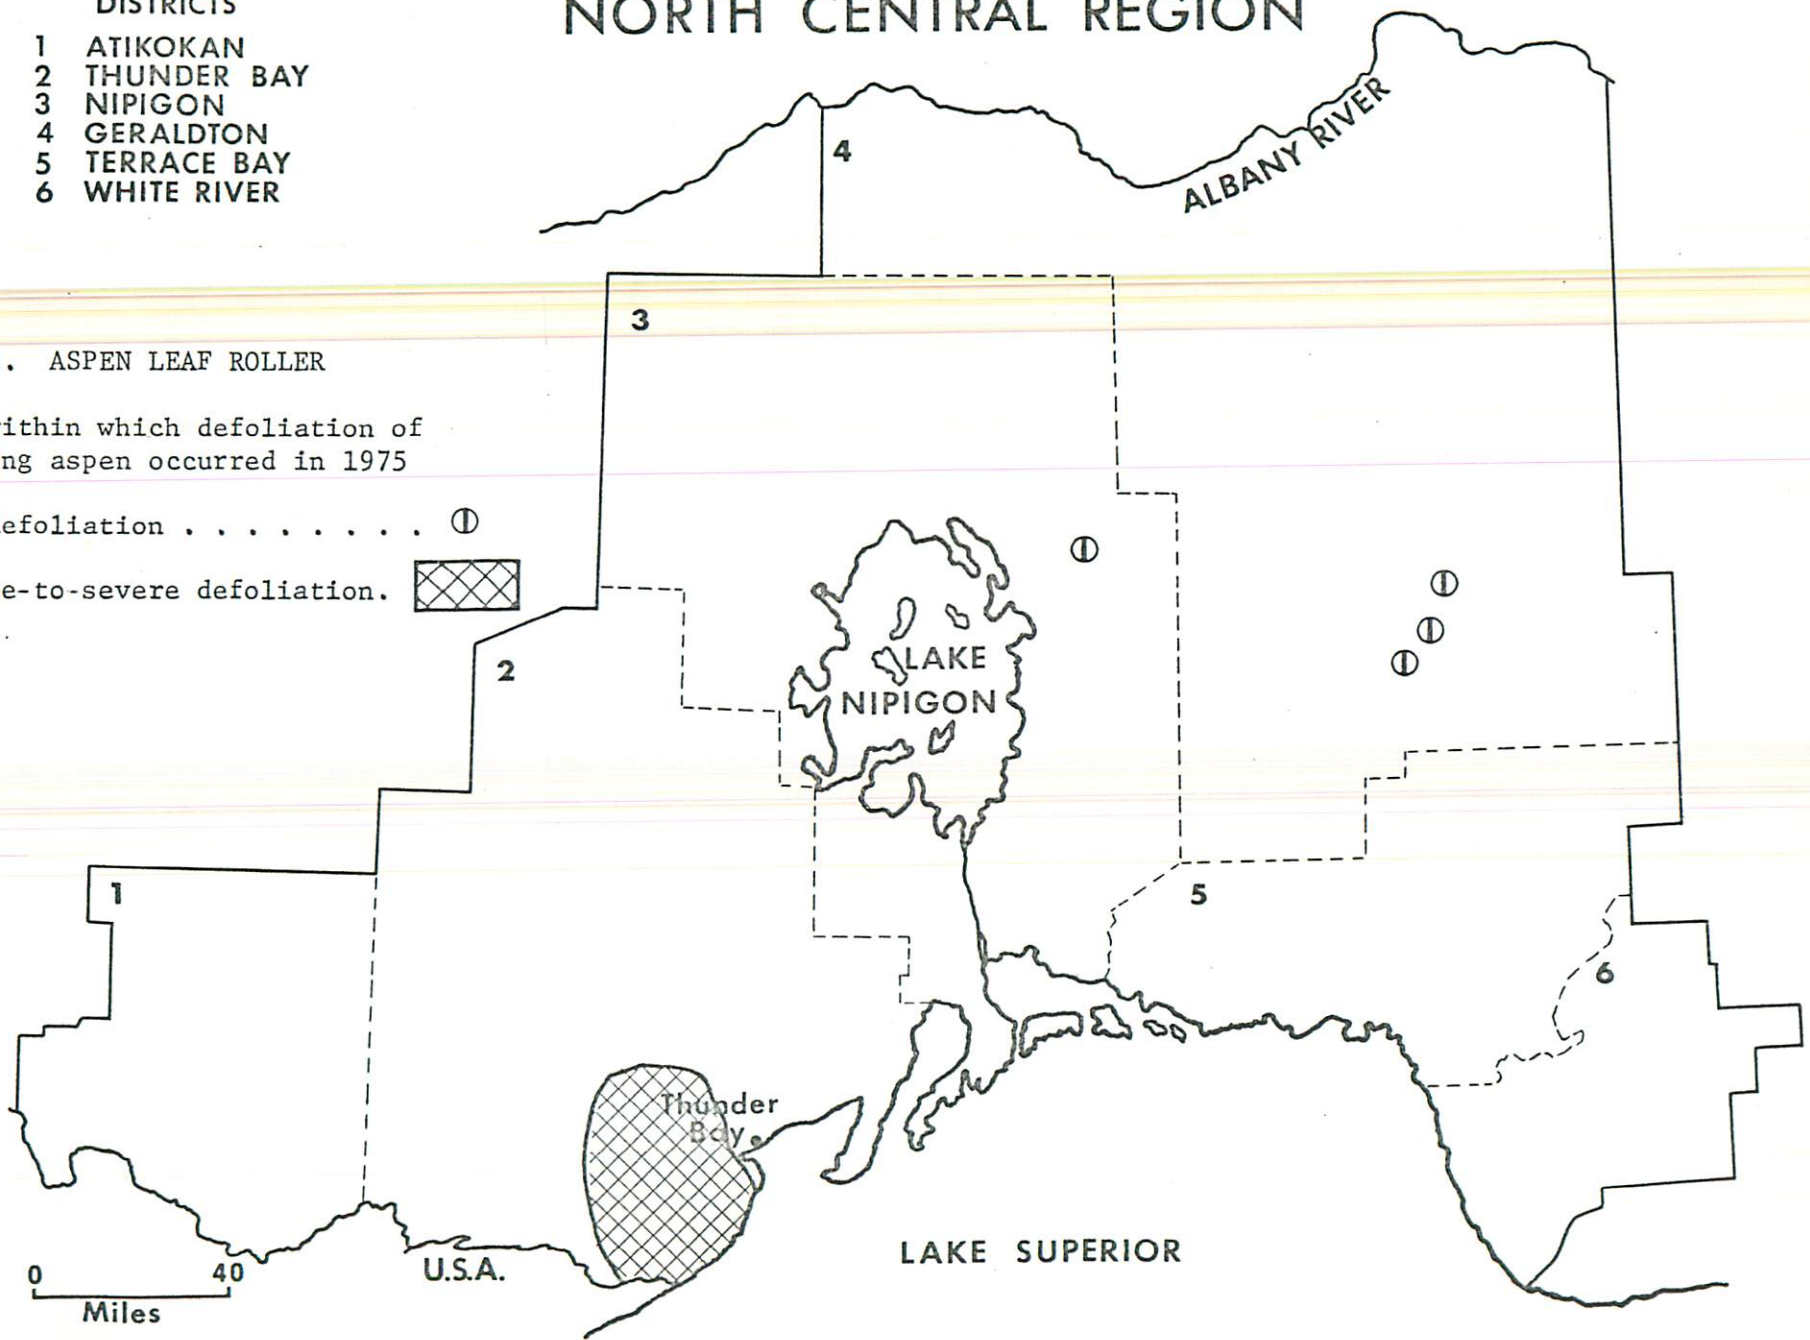 DISTRICTS
NORTH CENTRAL REGION
1 ATIKOKAN
2 THUNDER BAY
3 NIPIGON
4 GERALDTON
5 TERRACE BAY
6 WHITE RIVER
4
ALBANY RIVER
3
. ASPEN LEAF ROLLER
within which defoliation of
ng aspen occurred in 1975
efoliation . . . . . . . .
e-to-severe defoliation.
2
LAKE
NIPIGON
1
5
6
Thunder
Bay
LAKE SUPERIOR
U.S.A.
0 40
Miles